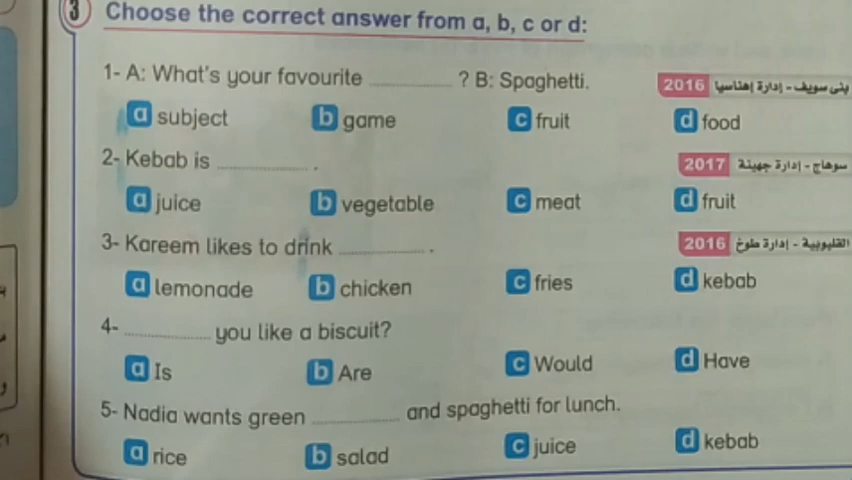 3 Choose the correct answer from a, b, c or d:
1- A: What's your favourite ............ ? B: Spaghetti. 2016 بنى سويف - إدارة إهناسيا
a subject b game c fruit d food
2- Kebab is ............ . 2017 سوهاج - إدارة جهينة
a juice b vegetable c meat d fruit
3- Kareem likes to drink ............ . 2016 القليوبية - إدارة طوخ
a lemonade b chicken c fries d kebab
4- ............ you like a biscuit?
a Is b Are c Would d Have
5- Nadia wants green ............ and spaghetti for lunch.
a rice b salad c juice d kebab